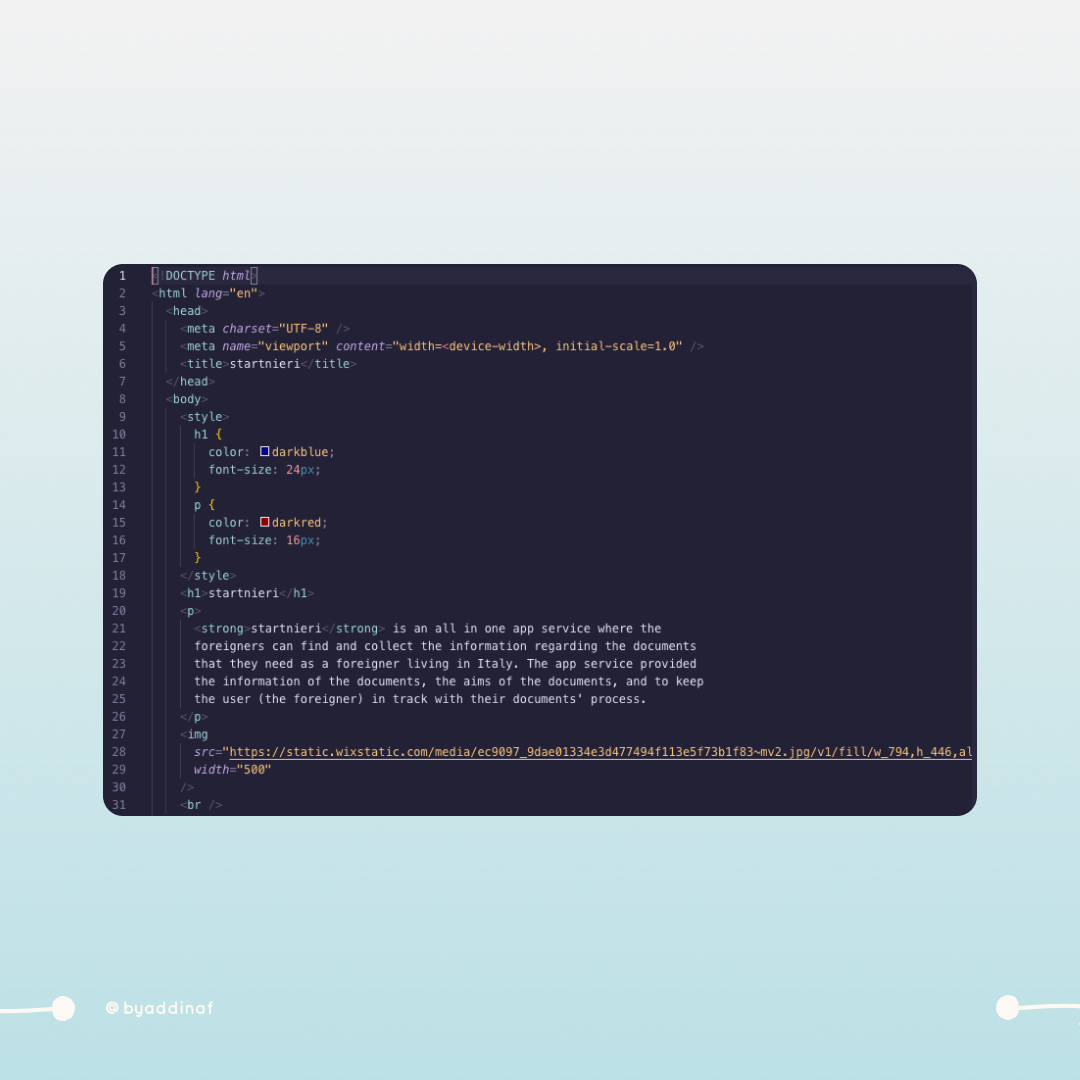 1 <!DOCTYPE html>
2 <html lang="en">
3 <head>
4 <meta charset="UTF-8" />
5 <meta name="viewport" content="width=<device-width>, initial-scale=1.0" />
6 <title>startnieri</title>
7 </head>
8 <body>
9 <style>
10 h1 {
11 color: darkblue;
12 font-size: 24px;
13 }
14 p {
15 color: darkred;
16 font-size: 16px;
17 }
18 </style>
19 <h1>startnieri</h1>
20 <p>
21 <strong>startnieri</strong> is an all in one app service where the
22 foreigners can find and collect the information regarding the documents
23 that they need as a foreigner living in Italy. The app service provided
24 the information of the documents, the aims of the documents, and to keep
25 the user (the foreigner) in track with their documents' process.
26 </p>
27 <img
28 src="https://static.wixstatic.com/media/ec9097_9dae01334e3d477494f113e5f73b1f83~mv2.jpg/v1/fill/w_794,h_446,al
29 width="500"
30 />
31 <br />
@byaddinaf